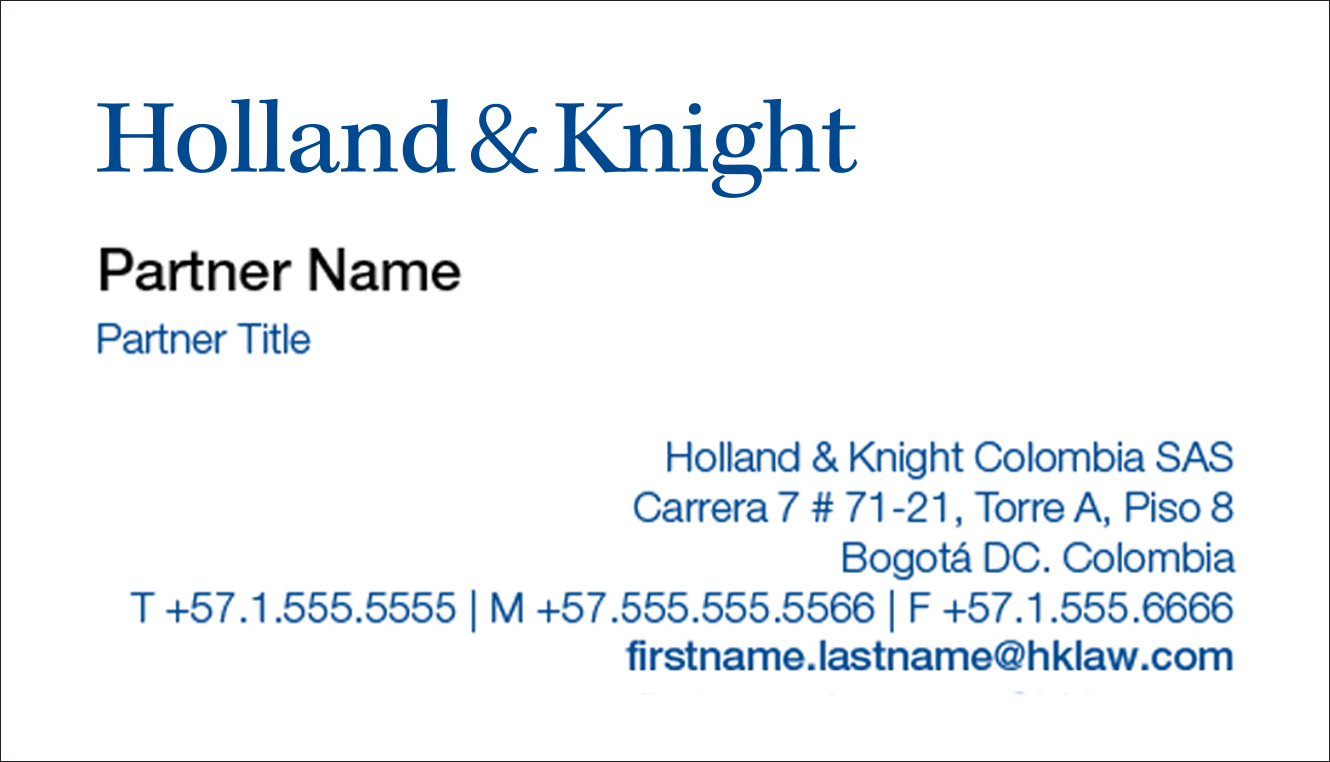 Holland & Knight
Partner Name
Partner Title
Holland & Knight Colombia SAS
Carrera 7 # 71-21, Torre A, Piso 8
Bogotá DC. Colombia
T +57.1.555.5555 | M +57.555.555.5566 | F +57.1.555.6666
firstname.lastname@hklaw.com